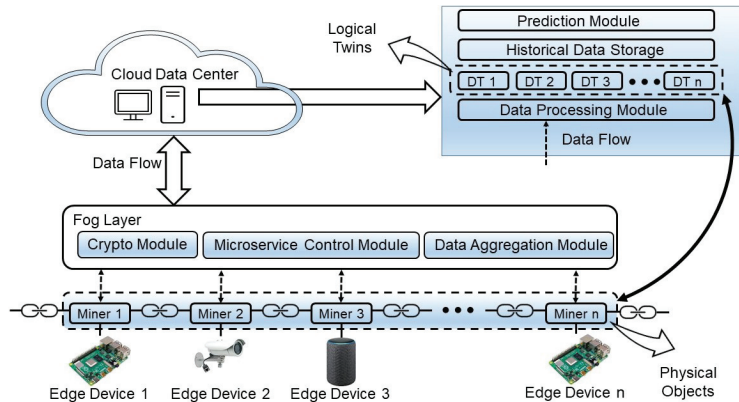 Prediction Module
Logical
Twins
Historical Data Storage
Cloud Data Center
DT 1
DT 2
DT 3
DT n
Data Processing Module
Data Flow
Data Flow
Fog Layer
Crypto Module
Microservice Control Module
Data Aggregation Module
Miner 1
Miner 2
Miner 3
Miner n
Edge Device 1
Edge Device 2
Edge Device 3
Edge Device n
Physical
Objects